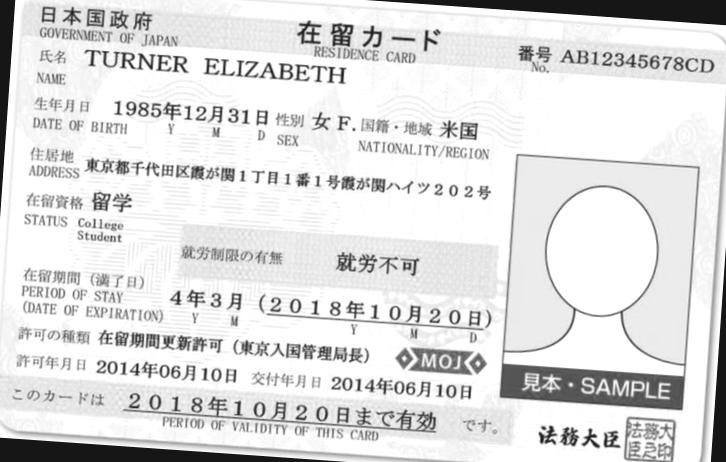 日本国政府 在留カード 番号 AB12345678CD
GOVERNMENT OF JAPAN RESIDENCE CARD No.
氏名 TURNER ELIZABETH
NAME
生年月日 1985年12月31日 性別 女 F. 国籍・地域 米国
DATE OF BIRTH Y M D SEX NATIONALITY/REGION
住居地 東京都千代田区霞が関1丁目1番1号霞が関ハイツ202号
ADDRESS
在留資格 留学
STATUS College
Student
就労制限の有無 就労不可
在留期間(満了日) 4年3月(2018年10月20日)
PERIOD OF STAY Y M Y M D
(DATE OF EXPIRATION)
許可の種類 在留期間更新許可(東京入国管理局長)
MOJ
許可年月日 2014年06月10日 交付年月日 2014年06月10日
見本・SAMPLE
このカードは 2018年10月20日まで有効 です。
PERIOD OF VALIDITY OF THIS CARD
法務大臣 法務大臣之印